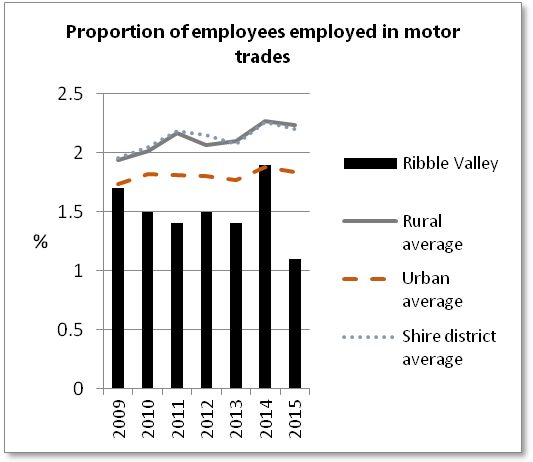 Proportion of employees employed in motor
trades
2.5
2
1.5
1
0.5
0
%
2009
2010
2011
2012
2013
2014
2015
Ribble Valley
Rural
average
Urban
average
Shire district
average